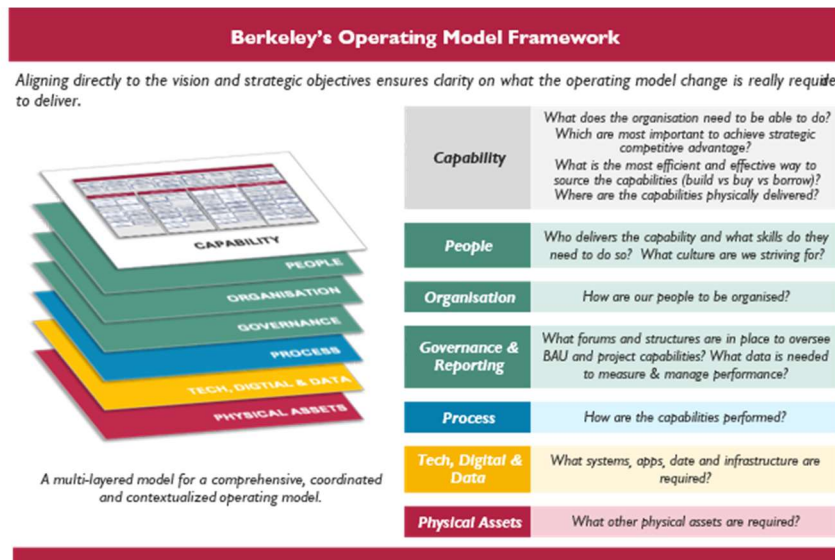 Berkeley's Operating Model Framework
Aligning directly to the vision and strategic objectives ensures clarity on what the operating model change is really
to deliver.
CAPABILITY
PEOPLE
ORGANISATION
GOVERNANCE
PROCESS
TECH, DIGTIAL & DATA
PHYSICAL ASSETS
A multi-layered model for a comprehensive, coordinated
and contextualized operating model.
Capability
What does the organisation need to be able to do?
Which are most important to achieve strategic
competitive advantage?
What is the most efficient and effective way to
source the capabilities (build vs buy vs borrow)?
Where are the capabilities physically delivered?
People
Who delivers the capability and what skills do they
need to do so? What culture are we striving for?
Organisation
How are our people to be organised?
Governance &
Reporting
What forums and structures are in place to oversee
BAU and project capabilities? What data is needed
to measure & manage performance?
Process
How are the capabilities performed?
Tech, Digital &
Data
What systems, apps, date and infrastructure are
required?
Physical Assets
What other physical assets are required?